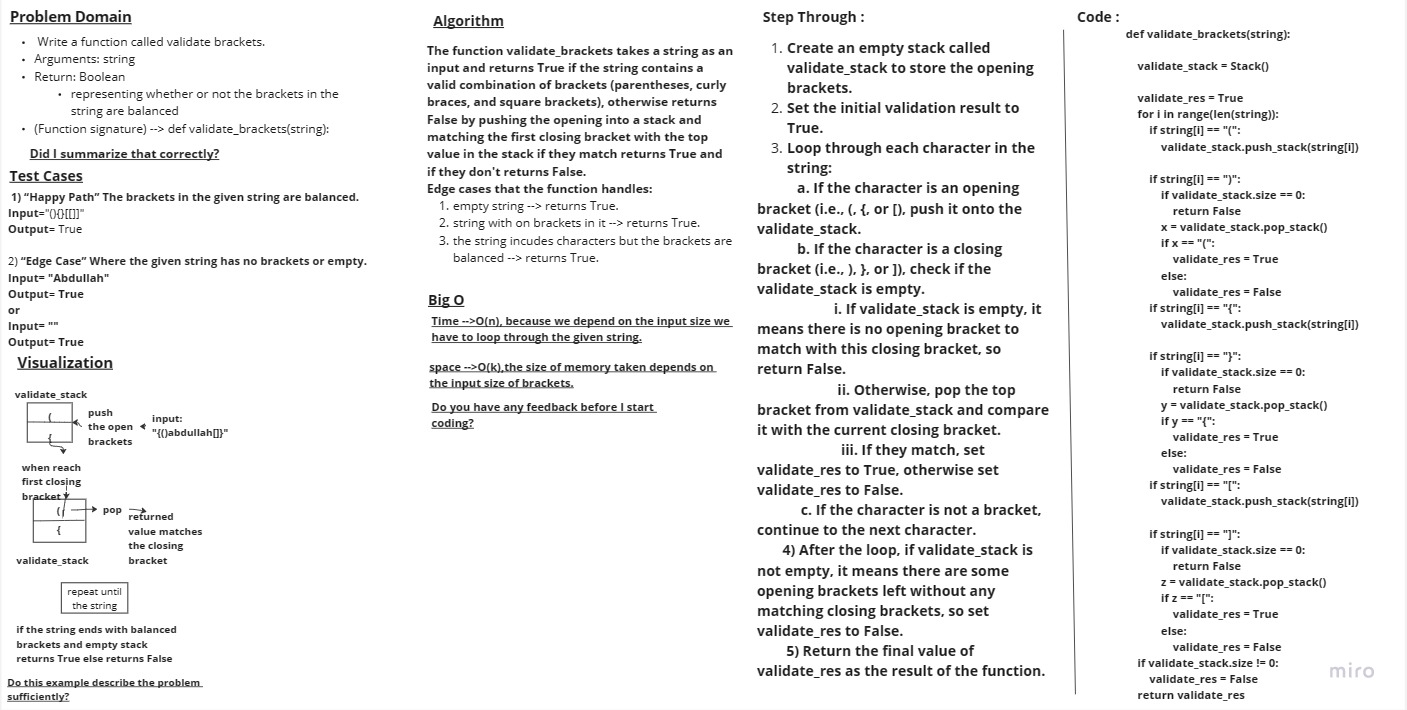 Problem Domain
• Write a function called validate brackets.
• Arguments: string
• Return: Boolean
• representing whether or not the brackets in the
string are balanced
• (Function signature) --> def validate_brackets(string):
Did I summarize that correctly?
Test Cases
1) “Happy Path” The brackets in the given string are balanced.
Input="(){}[[]]"
Output= True
2) “Edge Case” Where the given string has no brackets or empty.
Input= "Abdullah"
Output= True
or
Input= ""
Output= True
Visualization
validate_stack
(
{
push
the open
brackets
input:
"{()abdullah[]}"
when reach
first closing
bracket
(
{
pop
returned
value matches
the closing
bracket
validate_stack
repeat until
the string
if the string ends with balanced
brackets and empty stack
returns True else returns False
Do this example describe the problem
sufficiently?
Algorithm
The function validate_brackets takes a string as an
input and returns True if the string contains a
valid combination of brackets (parentheses, curly
braces, and square brackets), otherwise returns
False by pushing the opening into a stack and
matching the first closing bracket with the top
value in the stack if they match returns True and
if they don't returns False.
Edge cases that the function handles:
1. empty string --> returns True.
2. string with on brackets in it --> returns True.
3. the string incudes characters but the brackets are
balanced --> returns True.
Big O
Time -->O(n), because we depend on the input size we
have to loop through the given string.
space -->O(k),the size of memory taken depends on
the input size of brackets.
Do you have any feedback before I start
coding?
Step Through :
1. Create an empty stack called
validate_stack to store the opening
brackets.
2. Set the initial validation result to
True.
3. Loop through each character in the
string:
a. If the character is an opening
bracket (i.e., (, {, or [), push it onto the
validate_stack.
b. If the character is a closing
bracket (i.e., ), }, or ]), check if the
validate_stack is empty.
i. If validate_stack is empty, it
means there is no opening bracket to
match with this closing bracket, so
return False.
ii. Otherwise, pop the top
bracket from validate_stack and compare
it with the current closing bracket.
iii. If they match, set
validate_res to True, otherwise set
validate_res to False.
c. If the character is not a bracket,
continue to the next character.
4) After the loop, if validate_stack is
not empty, it means there are some
opening brackets left without any
matching closing brackets, so set
validate_res to False.
5) Return the final value of
validate_res as the result of the function.
Code :
def validate_brackets(string):
validate_stack = Stack()
validate_res = True
for i in range(len(string)):
if string[i] == "(":
validate_stack.push_stack(string[i])
if string[i] == ")":
if validate_stack.size == 0:
return False
x = validate_stack.pop_stack()
if x == "(":
validate_res = True
else:
validate_res = False
if string[i] == "{":
validate_stack.push_stack(string[i])
if string[i] == "}":
if validate_stack.size == 0:
return False
y = validate_stack.pop_stack()
if y == "{":
validate_res = True
else:
validate_res = False
if string[i] == "[":
validate_stack.push_stack(string[i])
if string[i] == "]":
if validate_stack.size == 0:
return False
z = validate_stack.pop_stack()
if z == "[":
validate_res = True
else:
validate_res = False
if validate_stack.size != 0:
validate_res = False
return validate_res
miro